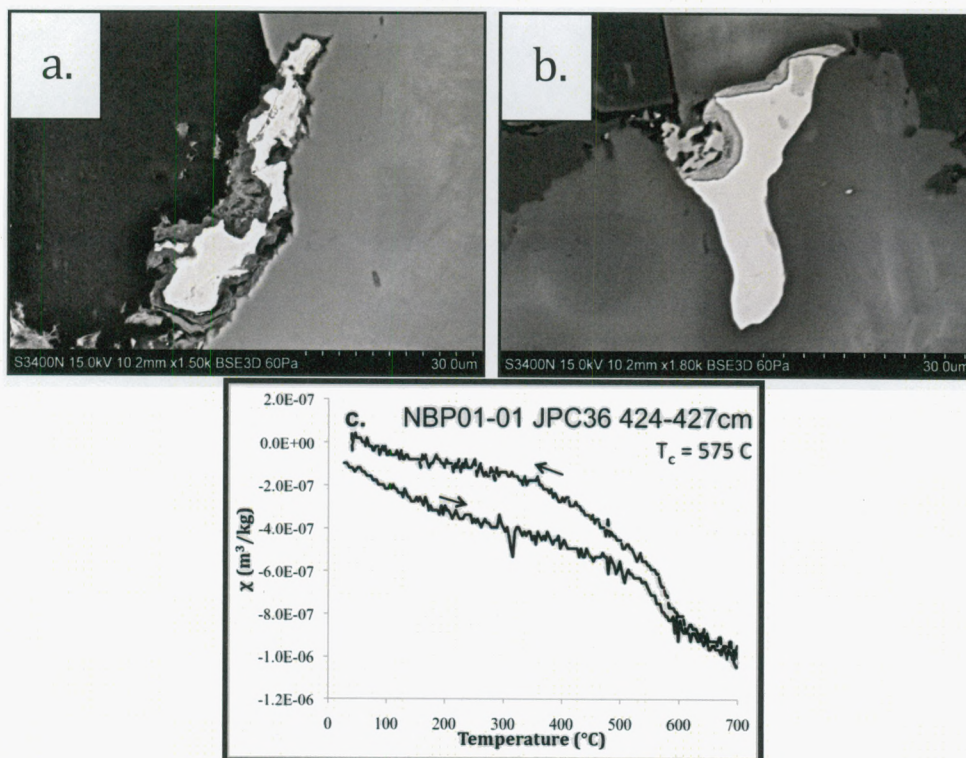 a.
S3400N 15.0kV 10.2mm x1.50k BSE3D 60Pa 30.0um
b.
S3400N 15.0kV 10.2mm x1.80k BSE3D 60Pa 30.0um
c. NBP01-01 JPC36 424-427cm
T_c = 575 C
χ (m³/kg)
2.0E-07
0.0E+00
-2.0E-07
-4.0E-07
-6.0E-07
-8.0E-07
-1.0E-06
-1.2E-06
0 100 200 300 400 500 600 700
Temperature (°C)